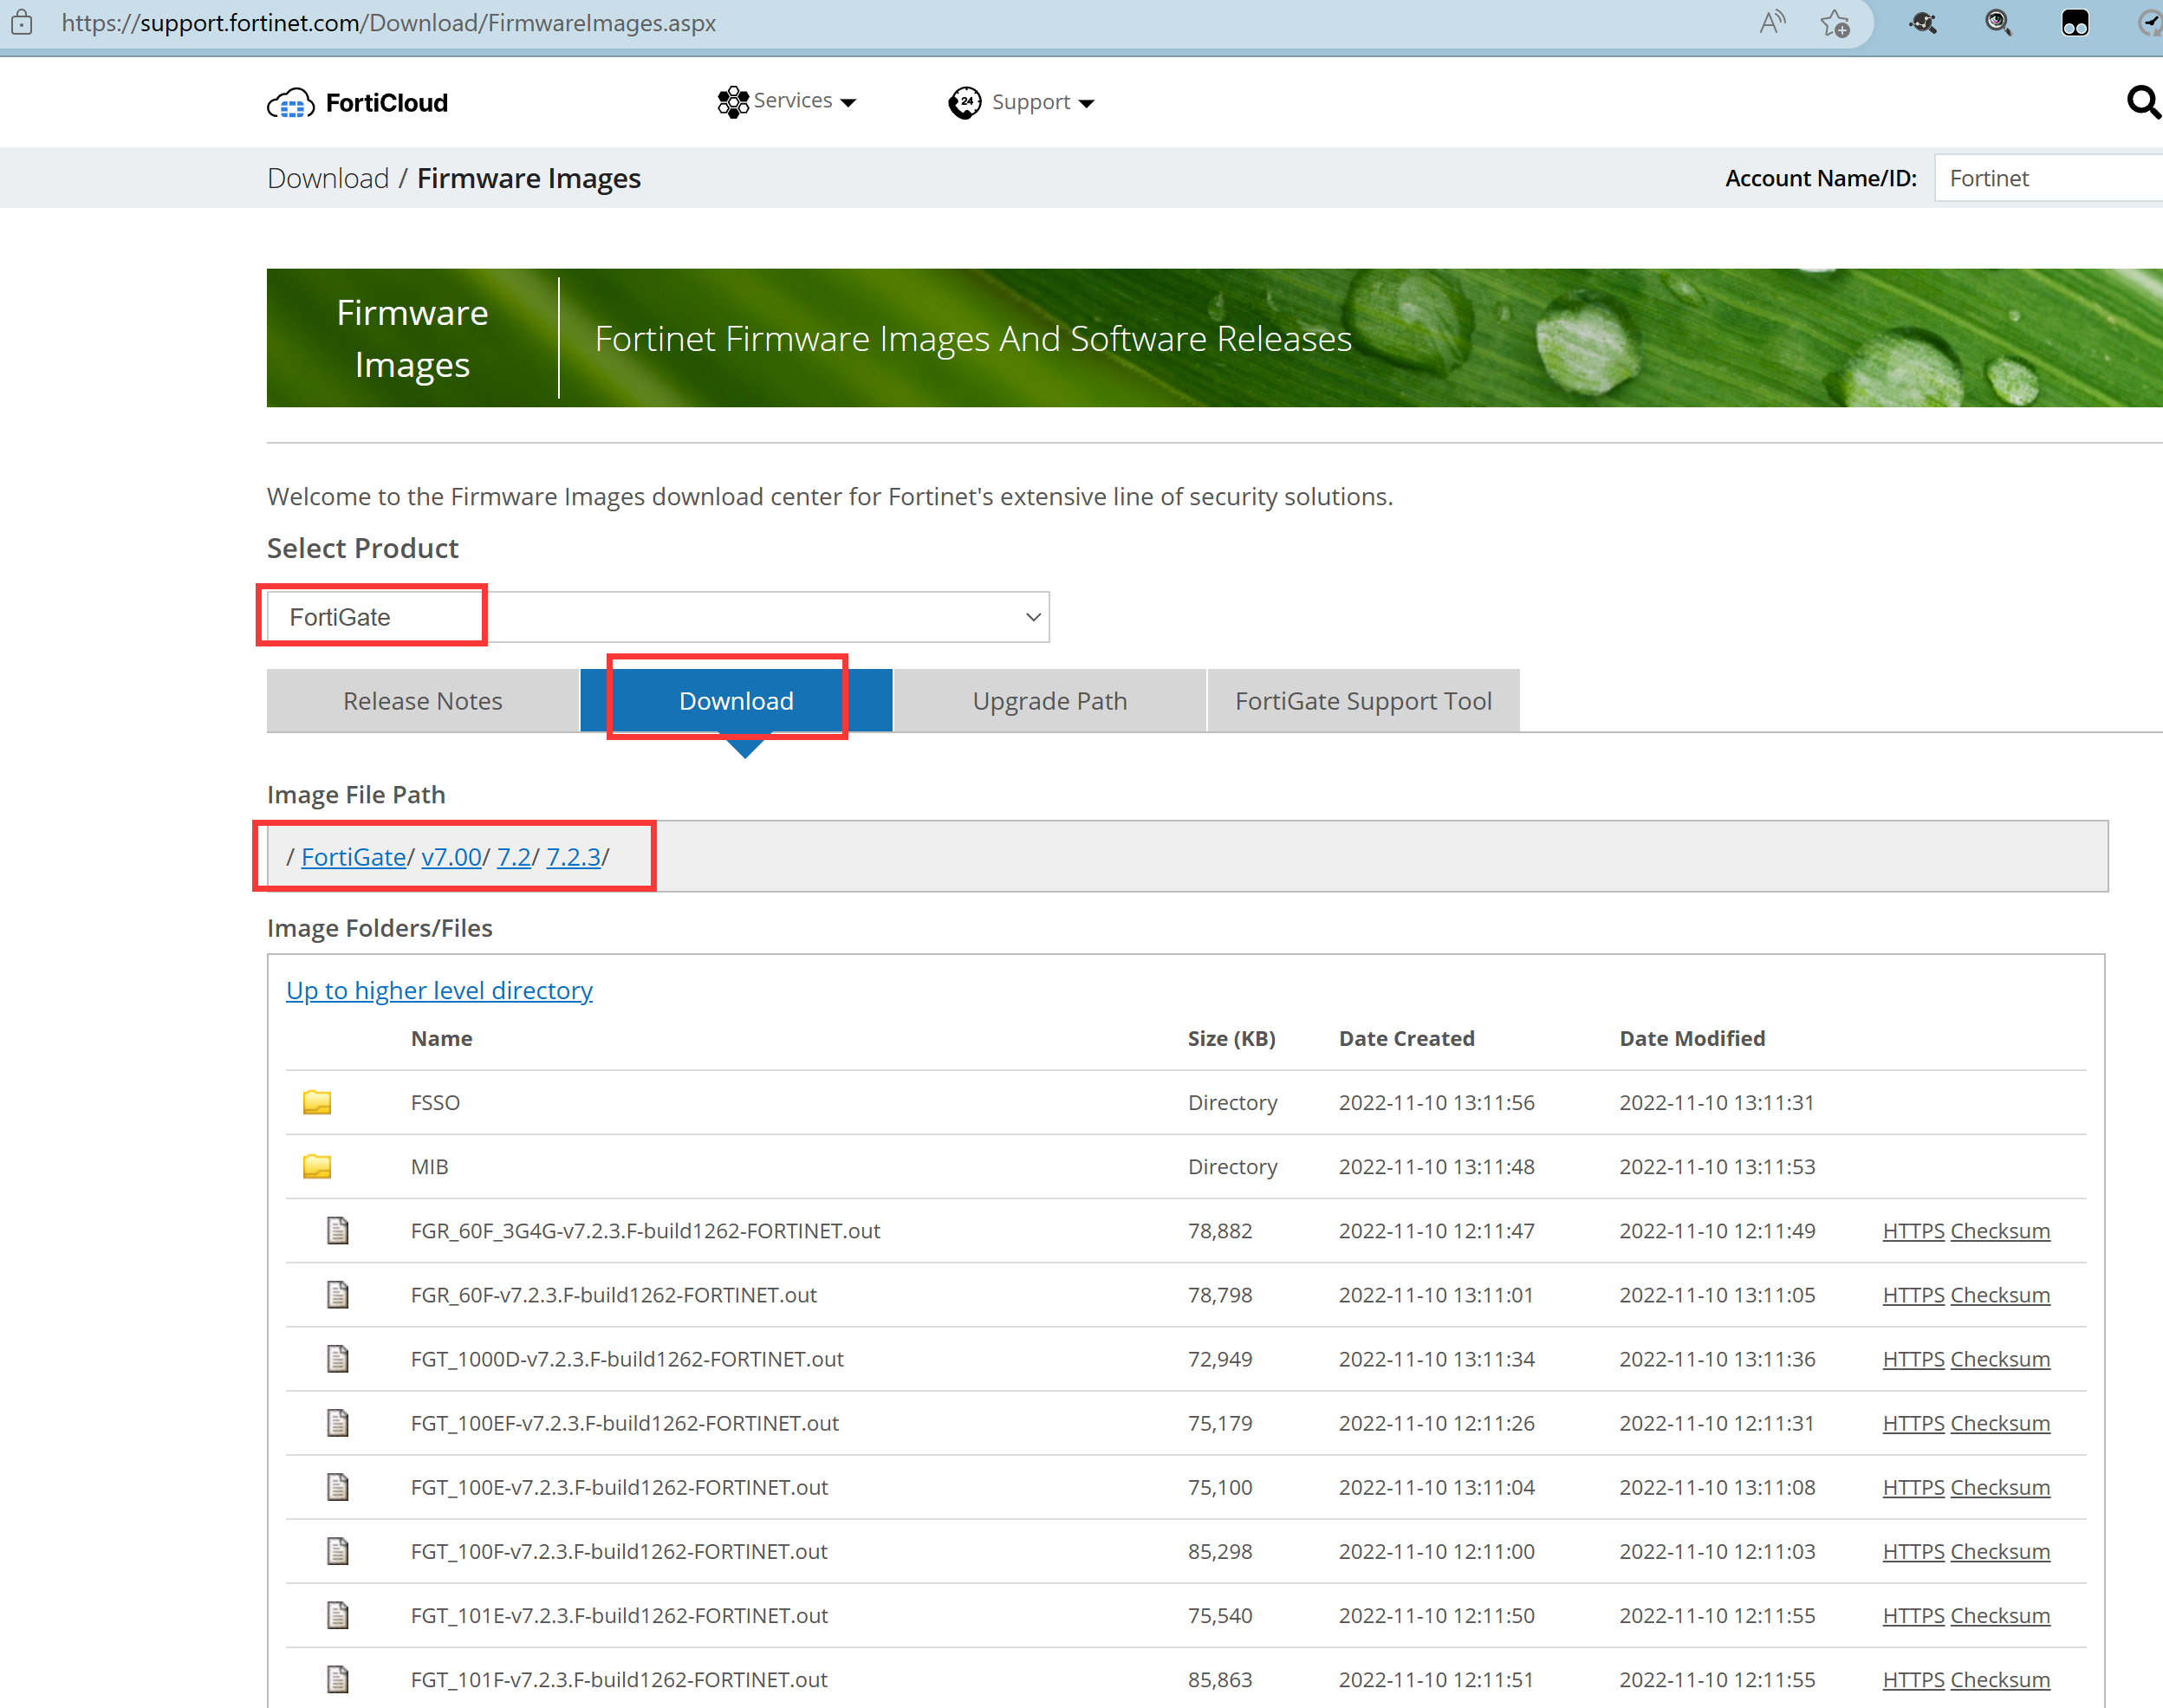 https://support.fortinet.com/Download/FirmwareImages.aspx
FortiCloud
Services
24
Support
Download / Firmware Images
Account Name/ID:
Fortinet
Firmware
Images
Fortinet Firmware Images And Software Releases
Welcome to the Firmware Images download center for Fortinet's extensive line of security solutions.
Select Product
FortiGate
Release Notes
Download
Upgrade Path
FortiGate Support Tool
Image File Path
/ FortiGate/ v7.00/ 7.2/ 7.2.3/
Image Folders/Files
Up to higher level directory
Name Size (KB) Date Created Date Modified
FSSO Directory 2022-11-10 13:11:56 2022-11-10 13:11:31
MIB Directory 2022-11-10 13:11:48 2022-11-10 13:11:53
FGR_60F_3G4G-v7.2.3.F-build1262-FORTINET.out 78,882 2022-11-10 12:11:47 2022-11-10 12:11:49 HTTPS Checksum
FGR_60F-v7.2.3.F-build1262-FORTINET.out 78,798 2022-11-10 13:11:01 2022-11-10 13:11:05 HTTPS Checksum
FGT_1000D-v7.2.3.F-build1262-FORTINET.out 72,949 2022-11-10 13:11:34 2022-11-10 13:11:36 HTTPS Checksum
FGT_100EF-v7.2.3.F-build1262-FORTINET.out 75,179 2022-11-10 12:11:26 2022-11-10 12:11:31 HTTPS Checksum
FGT_100E-v7.2.3.F-build1262-FORTINET.out 75,100 2022-11-10 13:11:04 2022-11-10 13:11:08 HTTPS Checksum
FGT_100F-v7.2.3.F-build1262-FORTINET.out 85,298 2022-11-10 12:11:00 2022-11-10 12:11:03 HTTPS Checksum
FGT_101E-v7.2.3.F-build1262-FORTINET.out 75,540 2022-11-10 12:11:50 2022-11-10 12:11:55 HTTPS Checksum
FGT_101F-v7.2.3.F-build1262-FORTINET.out 85,863 2022-11-10 12:11:51 2022-11-10 12:11:55 HTTPS Checksum